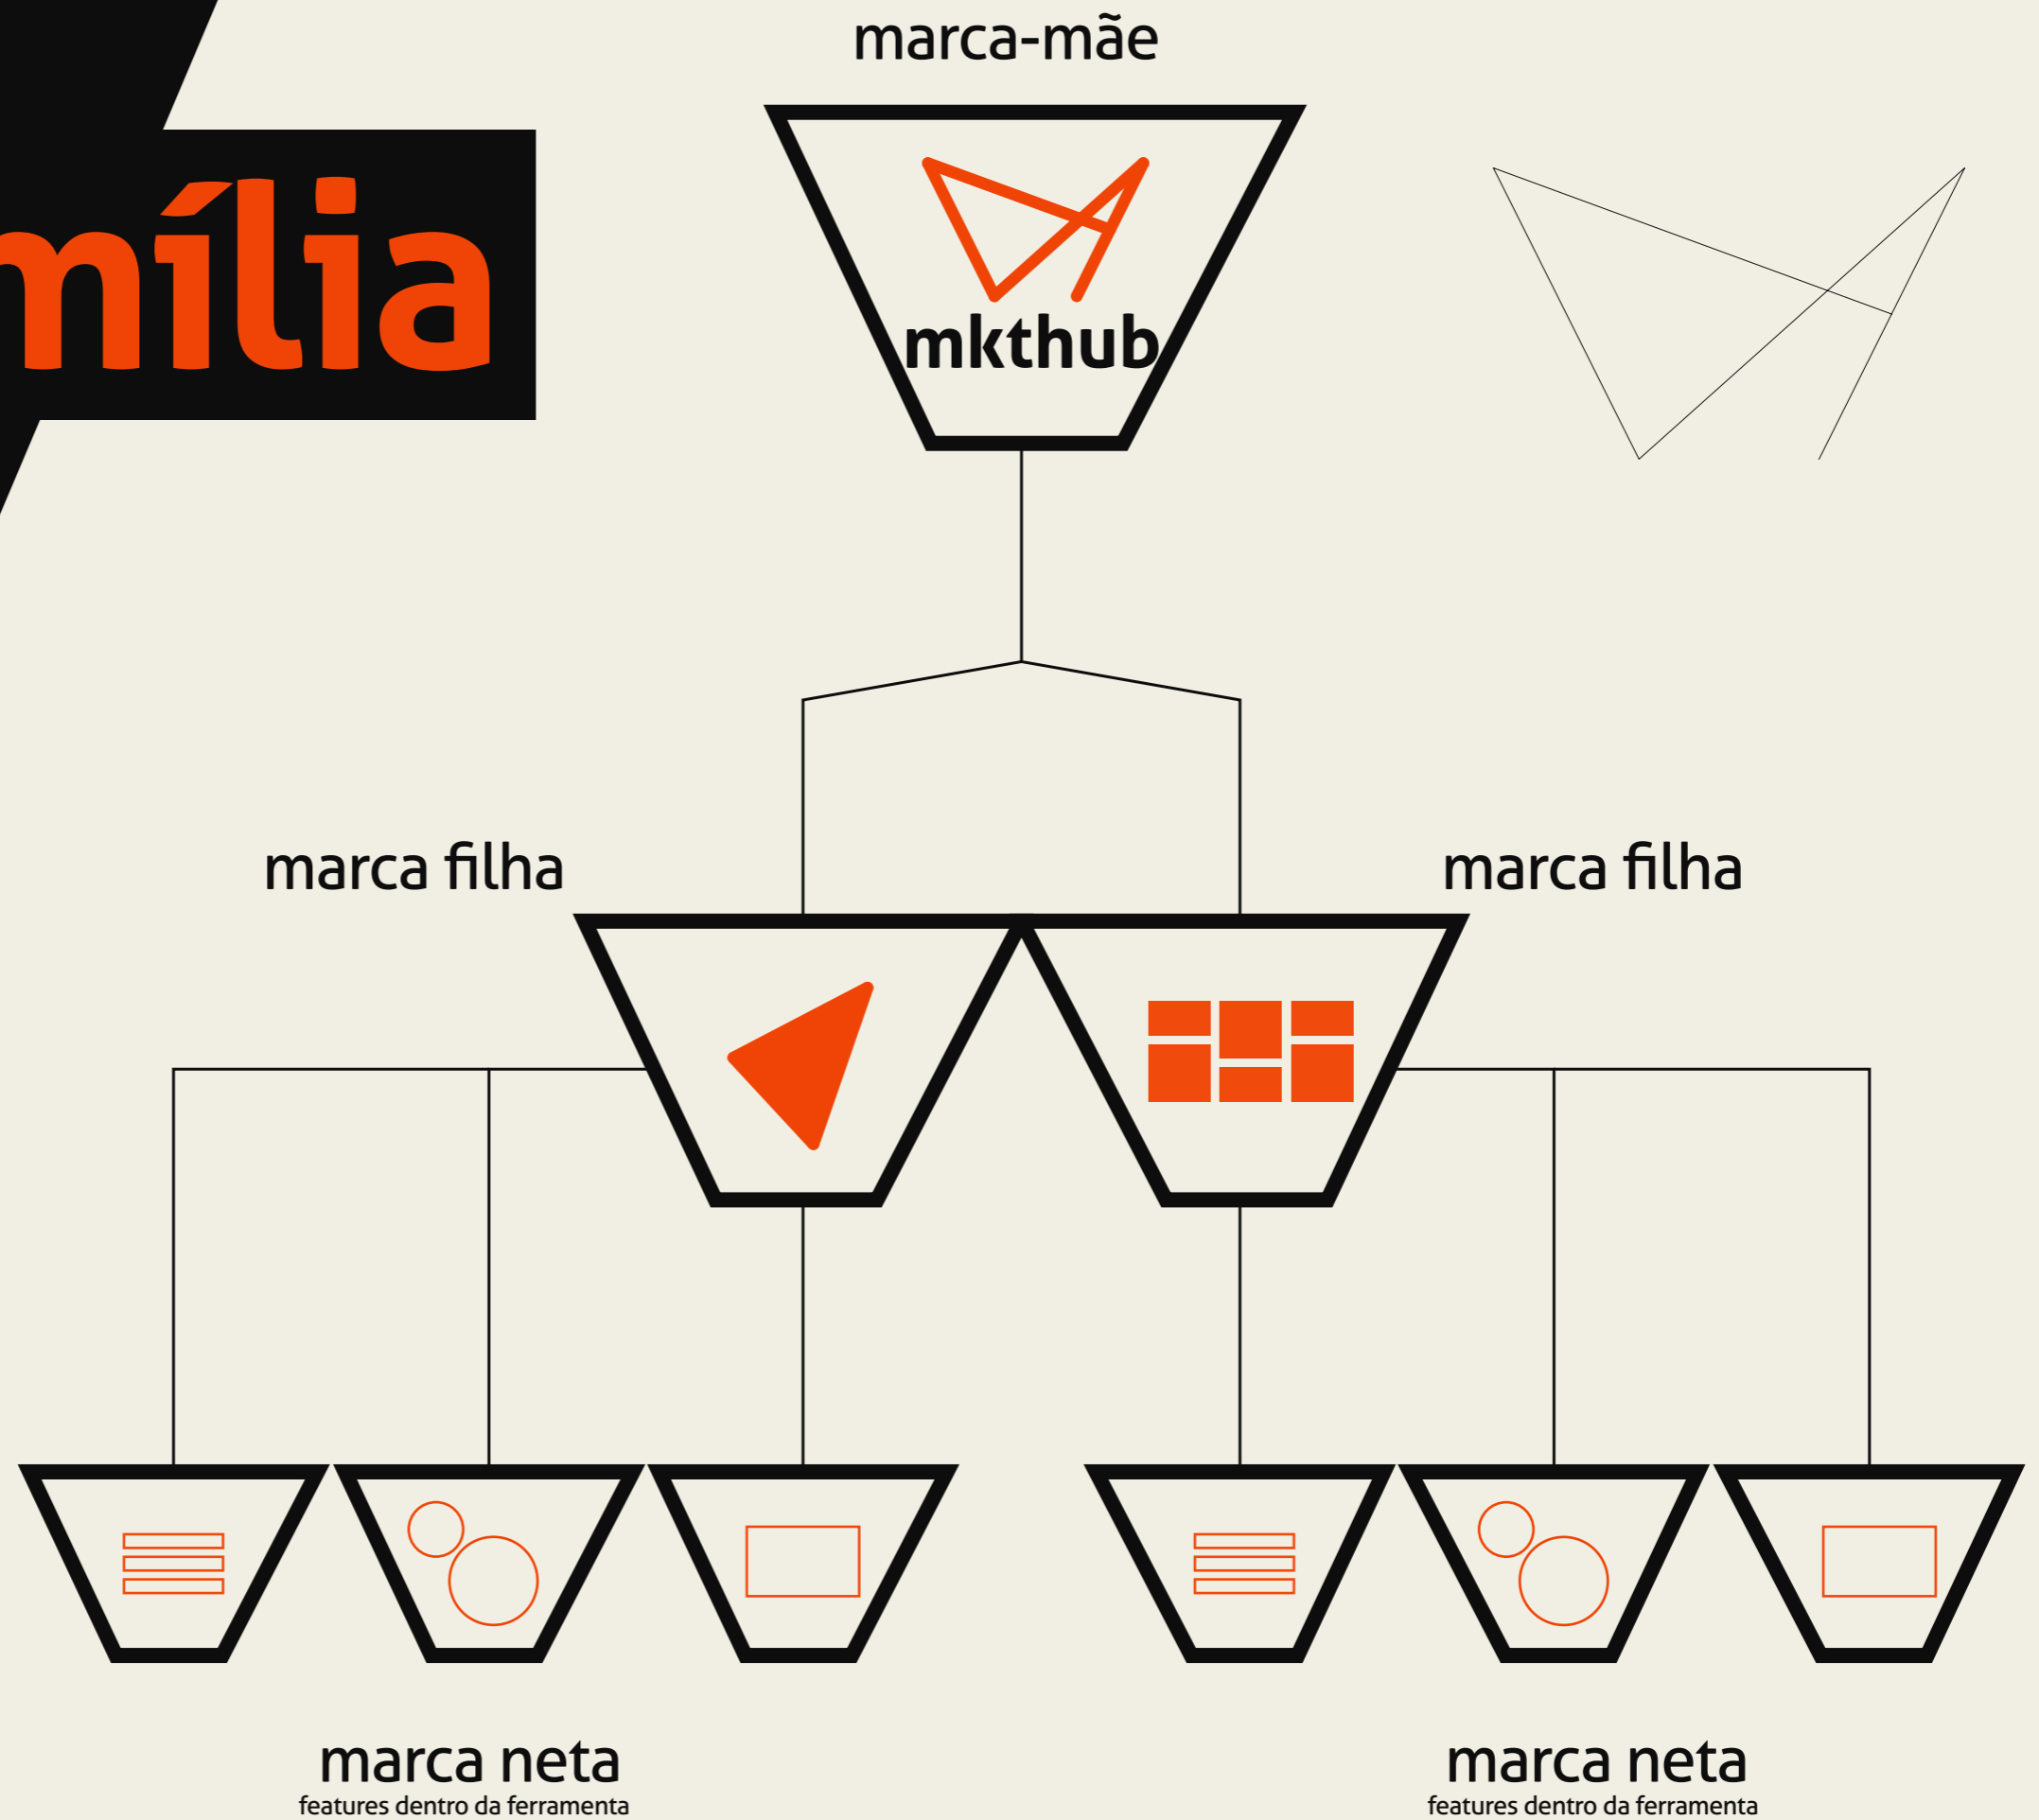 marca-mãe
mília
mkthub
marca filha
marca filha
marca neta
features dentro da ferramenta
marca neta
features dentro da ferramenta